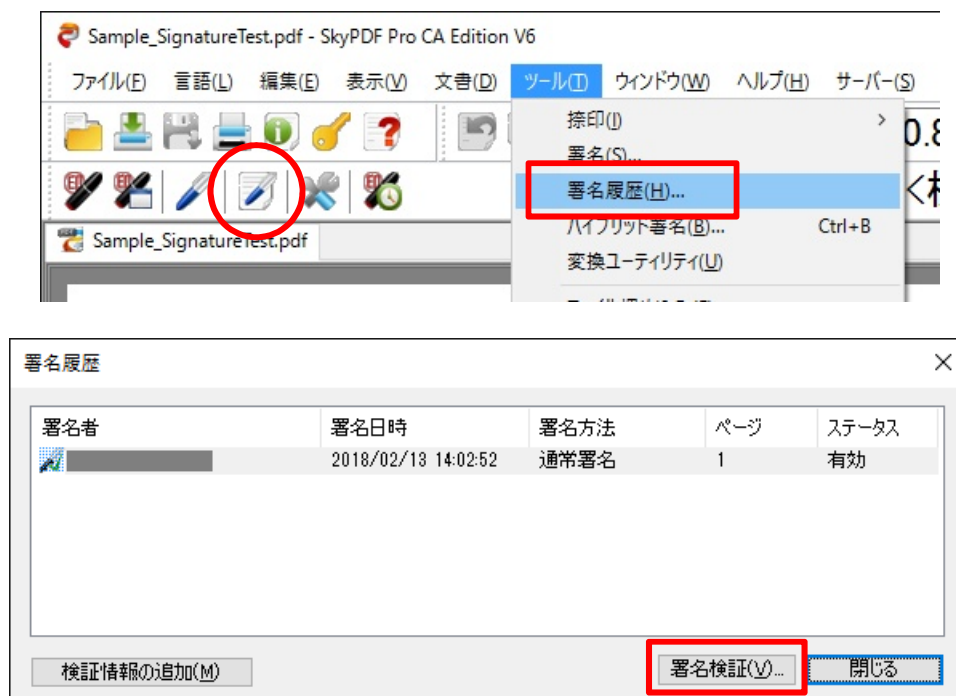 Sample_SignatureTest.pdf - SkyPDF Pro CA Edition V6
ファイル(F) 言語(L) 編集(E) 表示(V) 文書(D) ツール(T) ウィンドウ(W) ヘルプ(H) サーバー(S)
捺印(J) >
署名(S)...
署名履歴(H)...
ハイブリット署名(B)... Ctrl+B
変換ユーティリティ(U)
Sample_SignatureTest.pdf
署名履歴
署名者 署名日時 署名方法 ページ ステータス
2018/02/13 14:02:52 通常署名 1 有効
検証情報の追加(M) 署名検証(V)... 閉じる